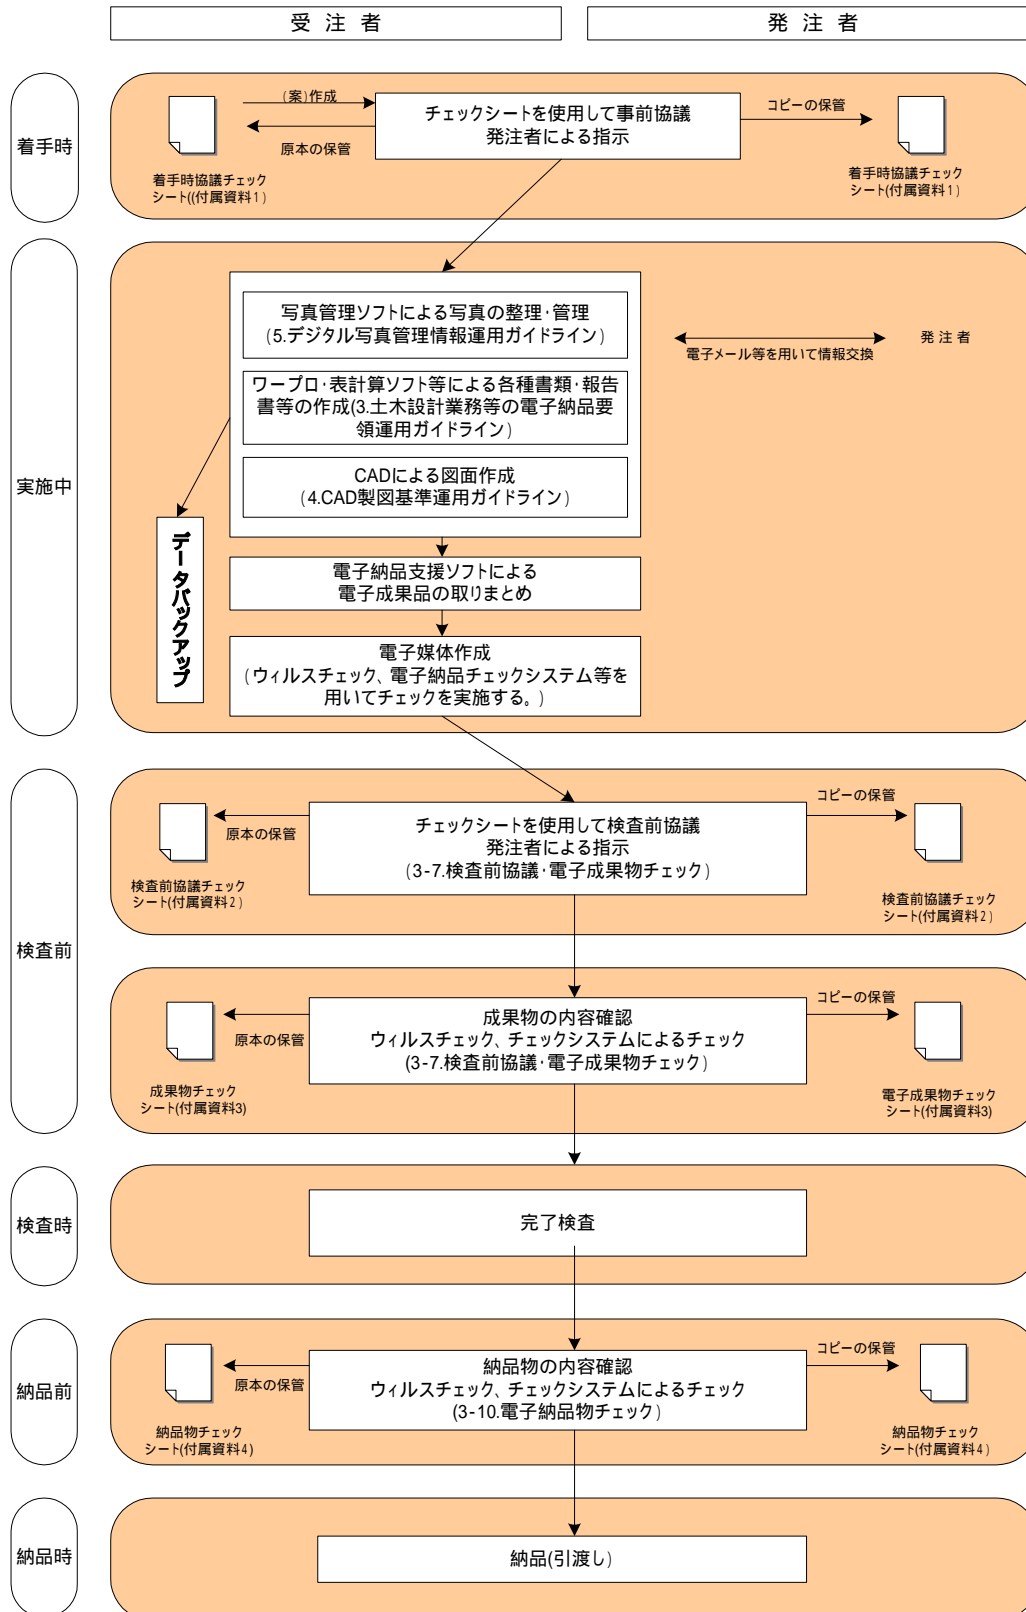 受 注 者
発 注 者
着手時
(案)作成
原本の保管
チェックシートを使用して事前協議
発注者による指示
コピーの保管
着手時協議チェック
シート((付属資料1)
着手時協議チェック
シート(付属資料1)
実施中
写真管理ソフトによる写真の整理・管理
(5.デジタル写真管理情報運用ガイドライン)
ワープロ・表計算ソフト等による各種書類・報告
書等の作成(3.土木設計業務等の電子納品要
領運用ガイドライン)
CADによる図面作成
(4.CAD製図基準運用ガイドライン)
電子メール等を用いて情報交換
発注者
データバックアップ
電子納品支援ソフトによる
電子成果品の取りまとめ
電子媒体作成
(ウィルスチェック、電子納品チェックシステム等を
用いてチェックを実施する。)
検査前
原本の保管
チェックシートを使用して検査前協議
発注者による指示
(3-7.検査前協議・電子成果物チェック)
コピーの保管
検査前協議チェック
シート(付属資料2)
検査前協議チェック
シート(付属資料2)
原本の保管
成果物の内容確認
ウィルスチェック、チェックシステムによるチェック
(3-7.検査前協議・電子成果物チェック)
コピーの保管
成果物チェック
シート(付属資料3)
電子成果物チェック
シート(付属資料3)
検査時
完了検査
納品前
原本の保管
納品物の内容確認
ウィルスチェック、チェックシステムによるチェック
(3-10.電子納品物チェック)
コピーの保管
納品物チェック
シート(付属資料4)
納品物チェック
シート(付属資料4)
納品時
納品(引渡し)